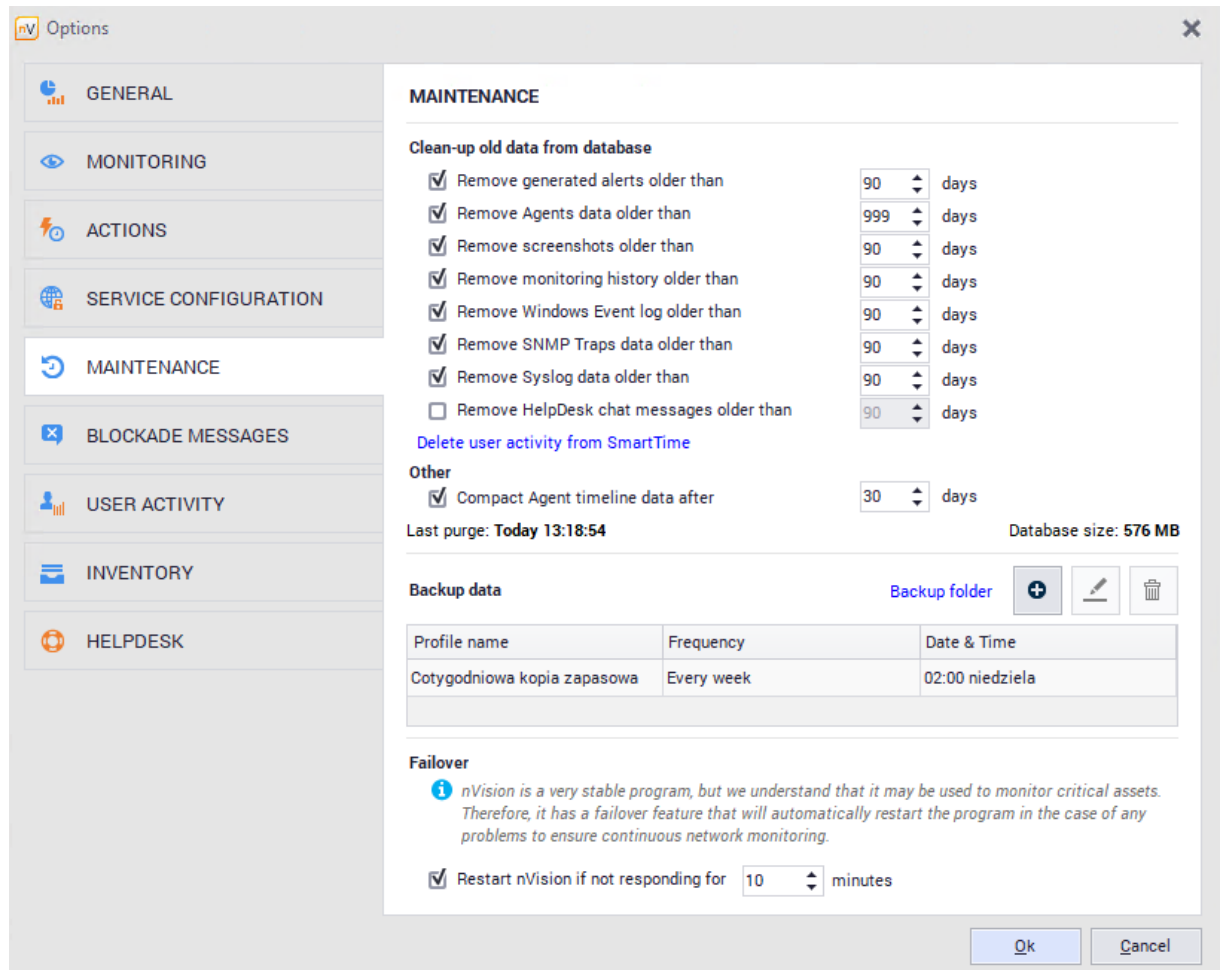 nV Options
GENERAL
MONITORING
ACTIONS
SERVICE CONFIGURATION
MAINTENANCE
BLOCKADE MESSAGES
USER ACTIVITY
INVENTORY
HELPDESK
MAINTENANCE
Clean-up old data from database
Remove generated alerts older than 90 days
Remove Agents data older than 999 days
Remove screenshots older than 90 days
Remove monitoring history older than 90 days
Remove Windows Event log older than 90 days
Remove SNMP Traps data older than 90 days
Remove Syslog data older than 90 days
Remove HelpDesk chat messages older than 90 days
Delete user activity from SmartTime
Other
Compact Agent timeline data after 30 days
Last purge: Today 13:18:54 Database size: 576 MB
Backup data Backup folder
Profile name Frequency Date & Time
Cotygodniowa kopia zapasowa Every week 02:00 niedziela
Failover
nVision is a very stable program, but we understand that it may be used to monitor critical assets.
Therefore, it has a failover feature that will automatically restart the program in the case of any
problems to ensure continuous network monitoring.
Restart nVision if not responding for 10 minutes
Ok Cancel